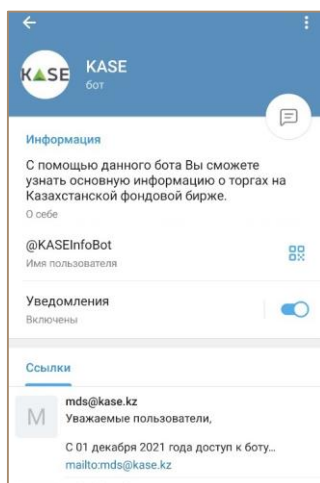 KASE
KASE
бот
Информация
С помощью данного бота Вы сможете
узнать основную информацию о торгах на
Казахстанской фондовой бирже.
О себе
@KASEInfoBot
Имя пользователя
Уведомления
Включены
Ссылки
M
mds@kase.kz
Уважаемые пользователи,
С 01 декабря 2021 года доступ к боту...
mailto:mds@kase.kz